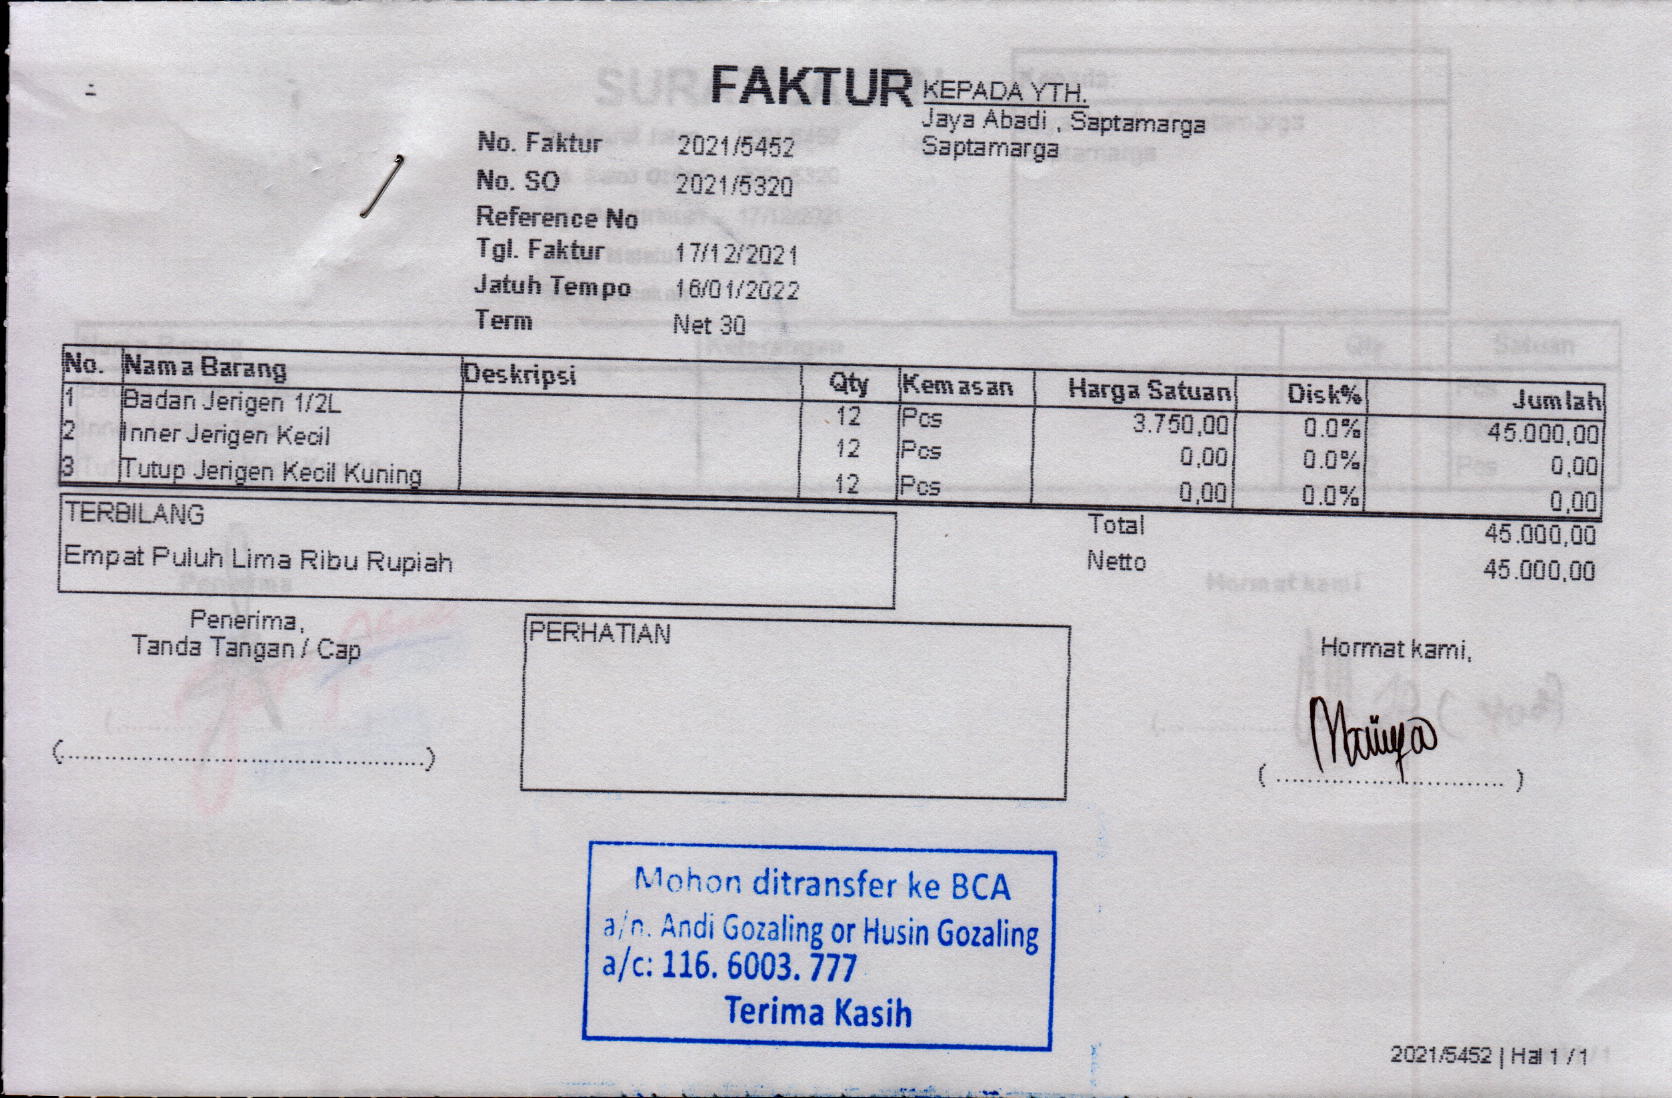 FAKTUR
KEPADA YTH.
Jaya Abadi , Saptamarga
Saptamarga
No. Faktur 2021/5452
No. SO 2021/5320
Reference No
Tgl. Faktur 17/12/2021
Jatuh Tempo 16/01/2022
Term Net 30
No. Nama Barang Deskripsi Qty Kemasan Harga Satuan Disk% Jumlah
1 Badan Jerigen 1/2L 12 Pcs 3.750,00 0.0% 45.000,00
2 Inner Jerigen Kecil 12 Pcs 0,00 0.0% 0,00
3 Tutup Jerigen Kecil Kuning 12 Pcs 0,00 0.0% 0,00
TERBILANG
Empat Puluh Lima Ribu Rupiah
Total 45.000,00
Netto 45.000,00
Penerima,
Tanda Tangan / Cap
(....................................................)
PERHATIAN
Hormat kami,
( ................................ )
Mohon ditransfer ke BCA
a/n. Andi Gozaling or Husin Gozaling
a/c: 116. 6003. 777
Terima Kasih
2021/5452 | Hal 1 / 1